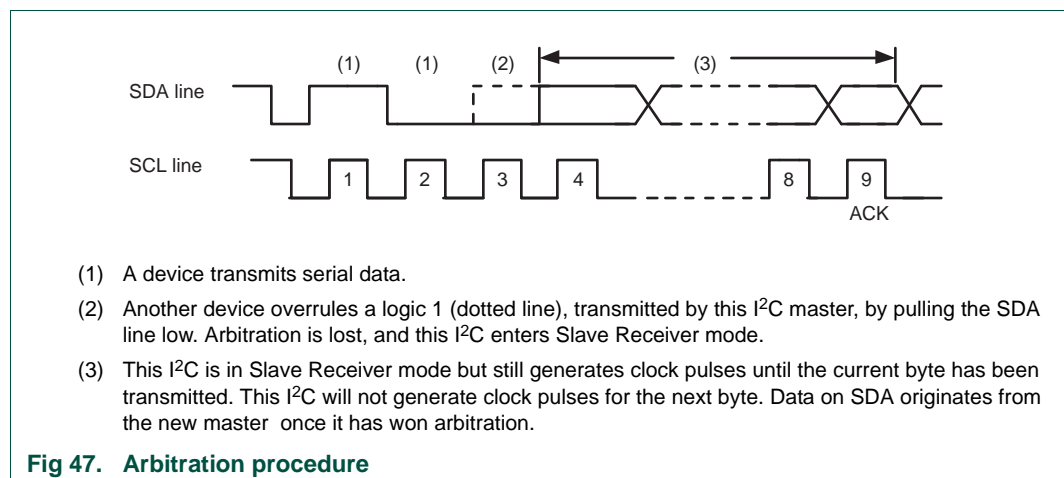 (1) (1) (2) (3)
SDA line
SCL line
1 2 3 4 8 9
ACK
(1) A device transmits serial data.
(2) Another device overrules a logic 1 (dotted line), transmitted by this I2C master, by pulling the SDA
line low. Arbitration is lost, and this I2C enters Slave Receiver mode.
(3) This I2C is in Slave Receiver mode but still generates clock pulses until the current byte has been
transmitted. This I2C will not generate clock pulses for the next byte. Data on SDA originates from
the new master once it has won arbitration.
Fig 47. Arbitration procedure